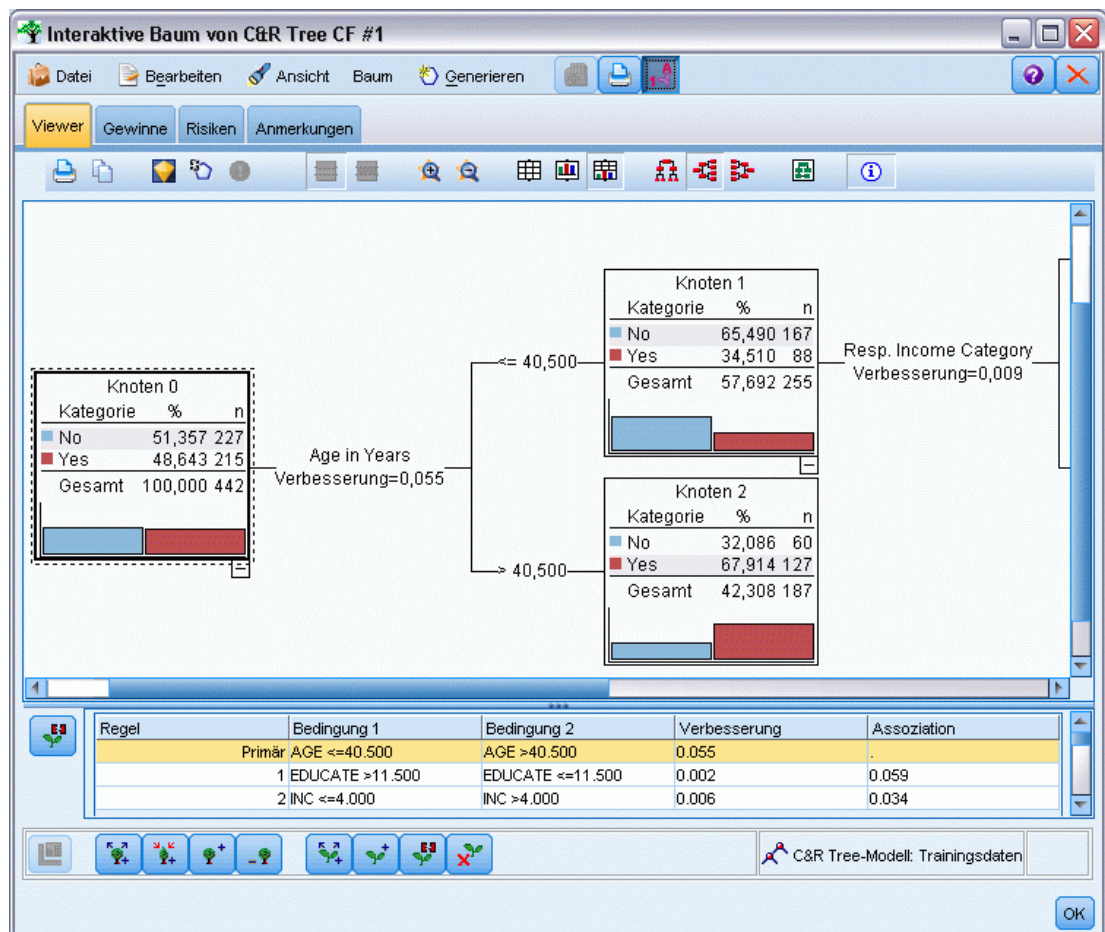 Interaktive Baum von C&R Tree CF #1
Datei Bearbeiten Ansicht Baum Generieren
Viewer Gewinne Risiken Anmerkungen
Knoten 0
Kategorie % n
No 51,357 227
Yes 48,643 215
Gesamt 100,000 442
Age in Years
Verbesserung=0,055
<= 40,500
Knoten 1
Kategorie % n
No 65,490 167
Yes 34,510 88
Gesamt 57,692 255
Resp. Income Category
Verbesserung=0,009
> 40,500
Knoten 2
Kategorie % n
No 32,086 60
Yes 67,914 127
Gesamt 42,308 187
Regel Bedingung 1 Bedingung 2 Verbesserung Assoziation
Primär AGE <=40.500 AGE >40.500 0.055 .
1 EDUCATE >11.500 EDUCATE <=11.500 0.002 0.059
2 INC <=4.000 INC >4.000 0.006 0.034
C&R Tree-Modell: Trainingsdaten
OK